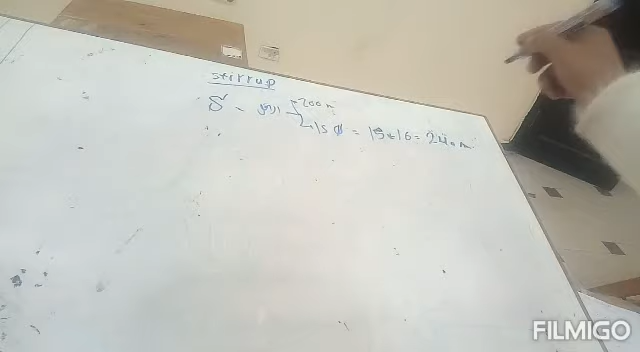 stirrup
S = 200 m
15 φ = 15 * 16 = 240 m
FILMIGO